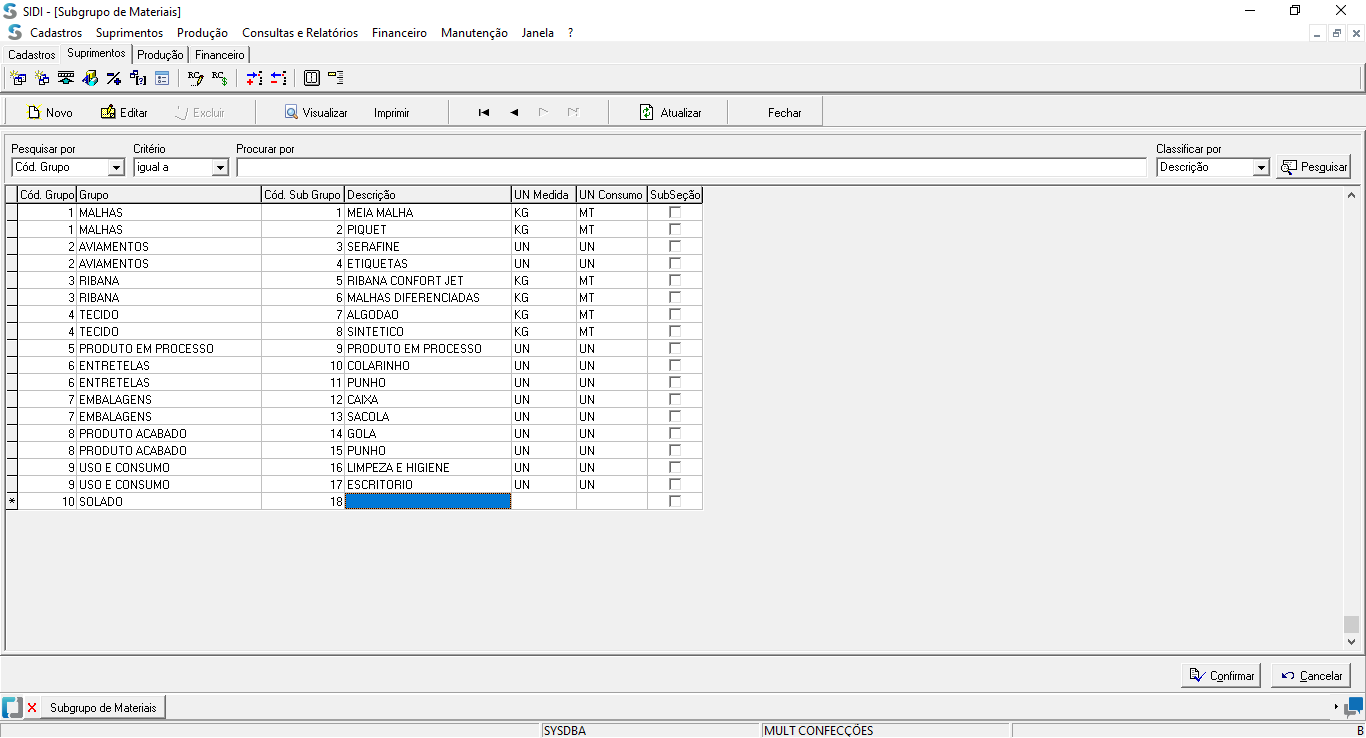 SIDI - [Subgrupo de Materiais]
Cadastros Suprimentos Produção Consultas e Relatórios Financeiro Manutenção Janela ?
Cadastros Suprimentos Produção Financeiro
Novo Editar Excluir Visualizar Imprimir Atualizar Fechar
Pesquisar por Critério Procurar por Classificar por
Cód. Grupo igual a Descrição Pesquisar
Cód. Grupo Grupo Cód. Sub Grupo Descrição UN Medida UN Consumo SubSeção
1 MALHAS 1 MEIA MALHA KG MT
1 MALHAS 2 PIQUET KG MT
2 AVIAMENTOS 3 SERAFINE UN UN
2 AVIAMENTOS 4 ETIQUETAS UN UN
3 RIBANA 5 RIBANA CONFORT JET KG MT
3 RIBANA 6 MALHAS DIFERENCIADAS KG MT
4 TECIDO 7 ALGODAO KG MT
4 TECIDO 8 SINTETICO KG MT
5 PRODUTO EM PROCESSO 9 PRODUTO EM PROCESSO UN UN
6 ENTRETELAS 10 COLARINHO UN UN
6 ENTRETELAS 11 PUNHO UN UN
7 EMBALAGENS 12 CAIXA UN UN
7 EMBALAGENS 13 SACOLA UN UN
8 PRODUTO ACABADO 14 GOLA UN UN
8 PRODUTO ACABADO 15 PUNHO UN UN
9 USO E CONSUMO 16 LIMPEZA E HIGIENE UN UN
9 USO E CONSUMO 17 ESCRITORIO UN UN
* 10 SOLADO 18
Confirmar Cancelar
Subgrupo de Materiais
SYSDBA MULT CONFECÇÕES B